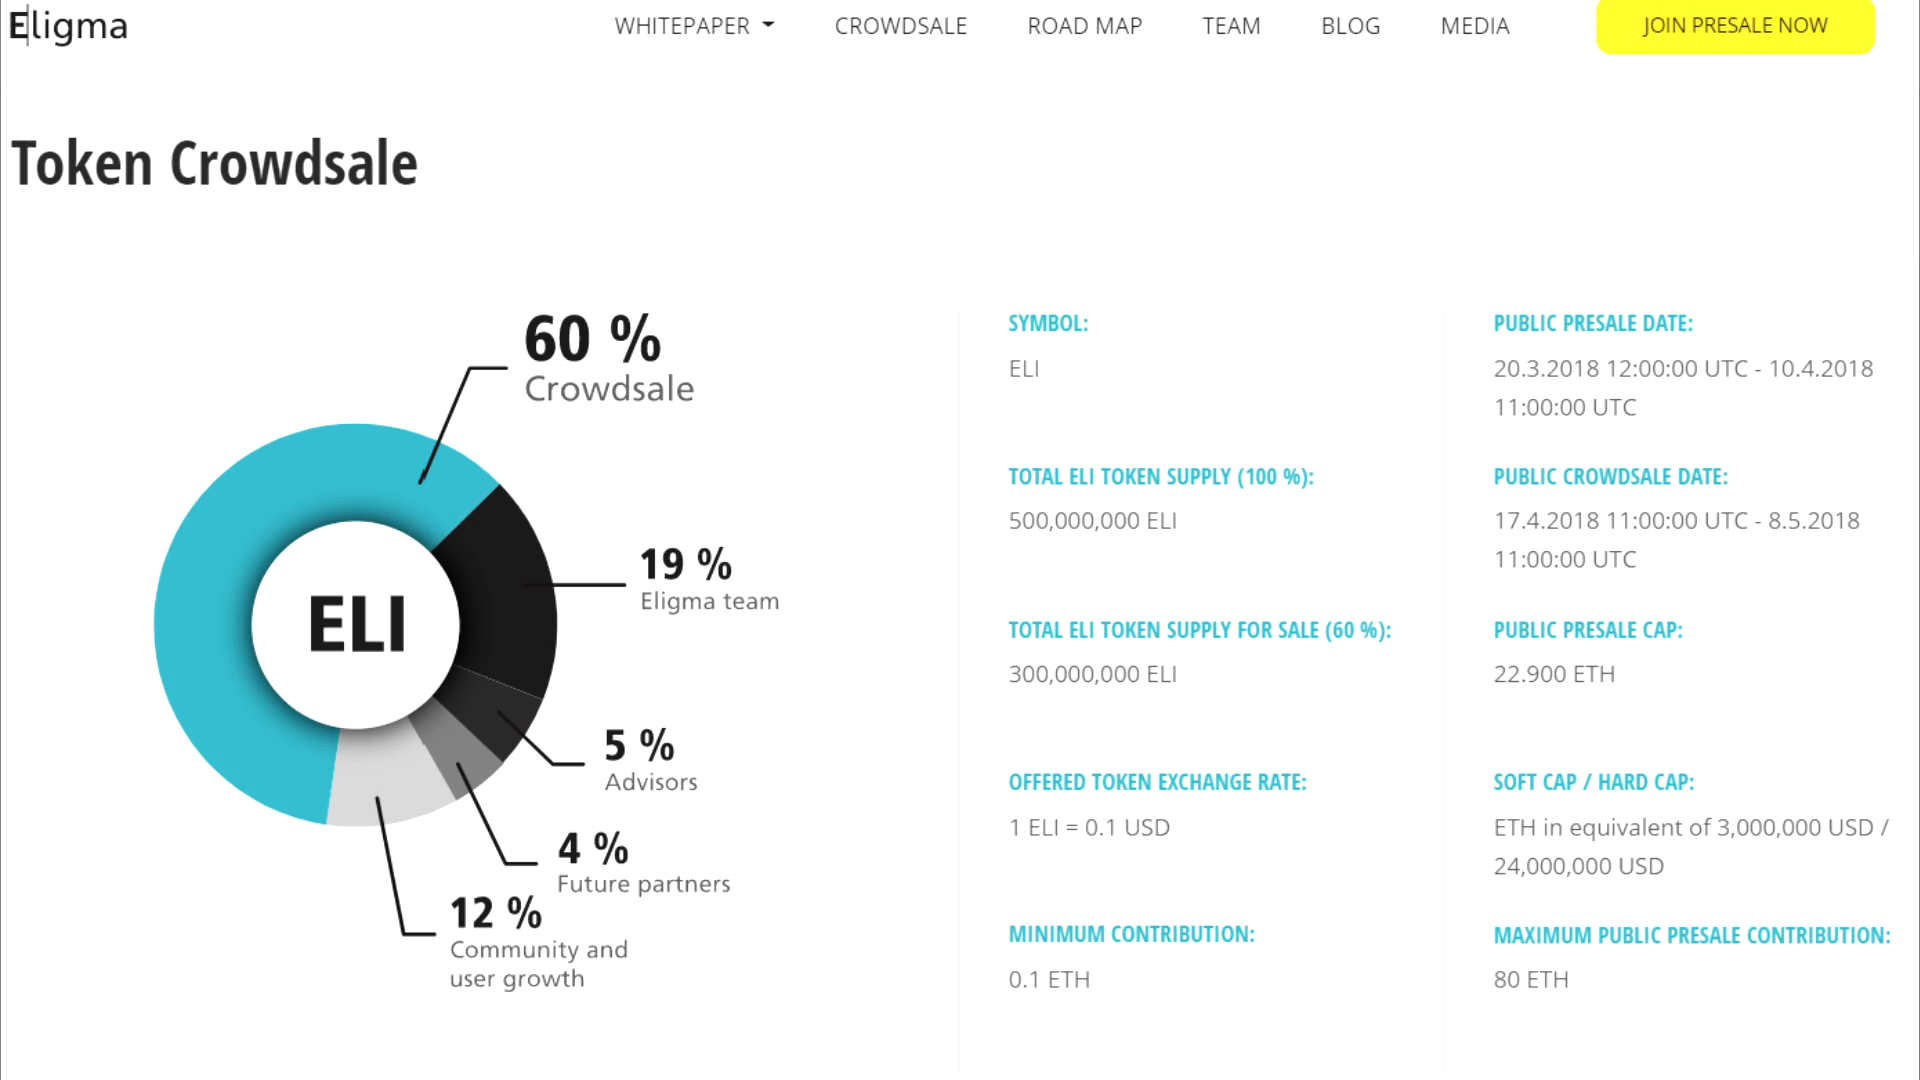 Eligma
WHITEPAPER
CROWDSALE
ROAD MAP
TEAM
BLOG
MEDIA
JOIN PRESALE NOW
Token Crowdsale
60 %
Crowdsale
19 %
Eligma team
ELI
5 %
Advisors
4 %
Future partners
12 %
Community and
user growth
SYMBOL:
ELI
TOTAL ELI TOKEN SUPPLY (100 %):
500,000,000 ELI
TOTAL ELI TOKEN SUPPLY FOR SALE (60 %):
300,000,000 ELI
OFFERED TOKEN EXCHANGE RATE:
1 ELI = 0.1 USD
MINIMUM CONTRIBUTION:
0.1 ETH
PUBLIC PRESALE DATE:
20.3.2018 12:00:00 UTC - 10.4.2018
11:00:00 UTC
PUBLIC CROWDSALE DATE:
17.4.2018 11:00:00 UTC - 8.5.2018
11:00:00 UTC
PUBLIC PRESALE CAP:
22.900 ETH
SOFT CAP / HARD CAP:
ETH in equivalent of 3,000,000 USD /
24,000,000 USD
MAXIMUM PUBLIC PRESALE CONTRIBUTION:
80 ETH